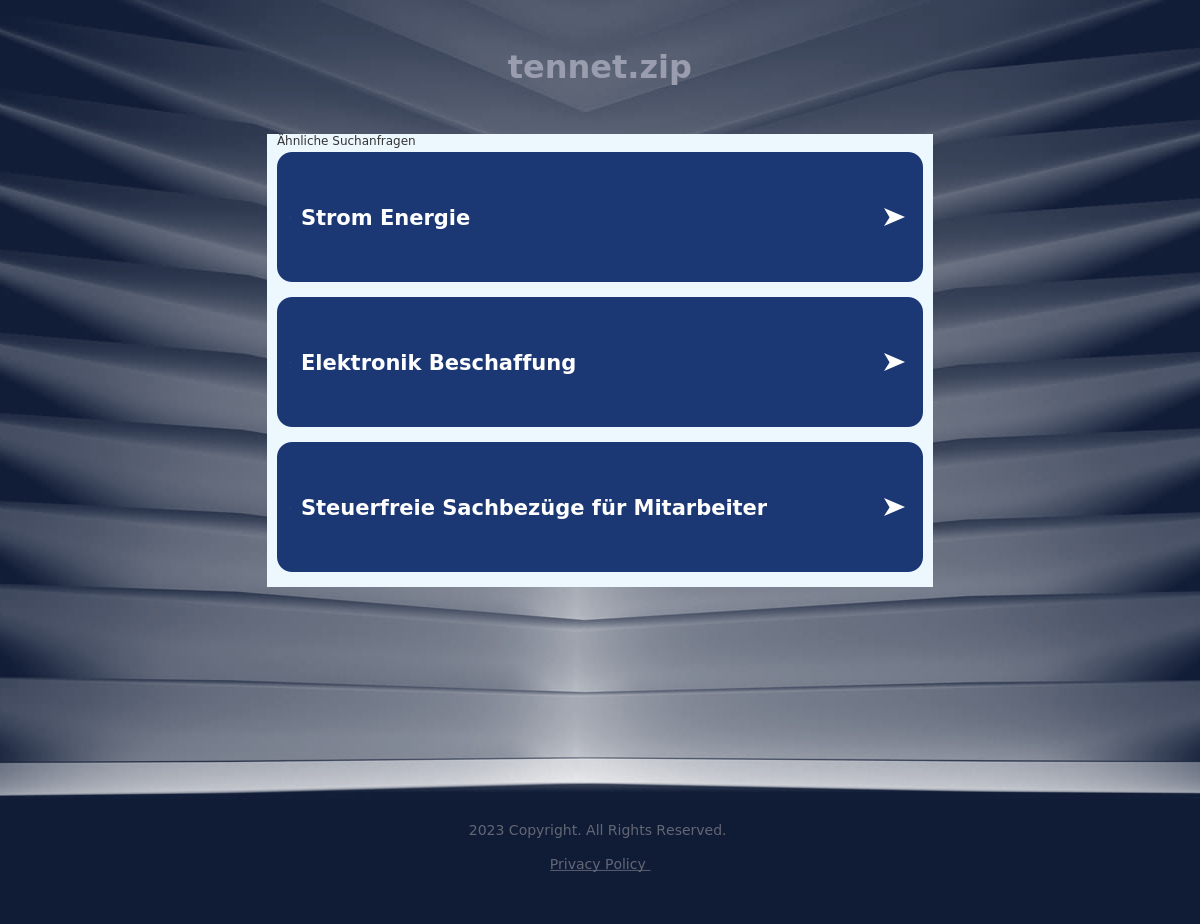 tennet.zip
Ähnliche Suchanfragen
Strom Energie
Elektronik Beschaffung
Steuerfreie Sachbezüge für Mitarbeiter
2023 Copyright. All Rights Reserved.
Privacy Policy